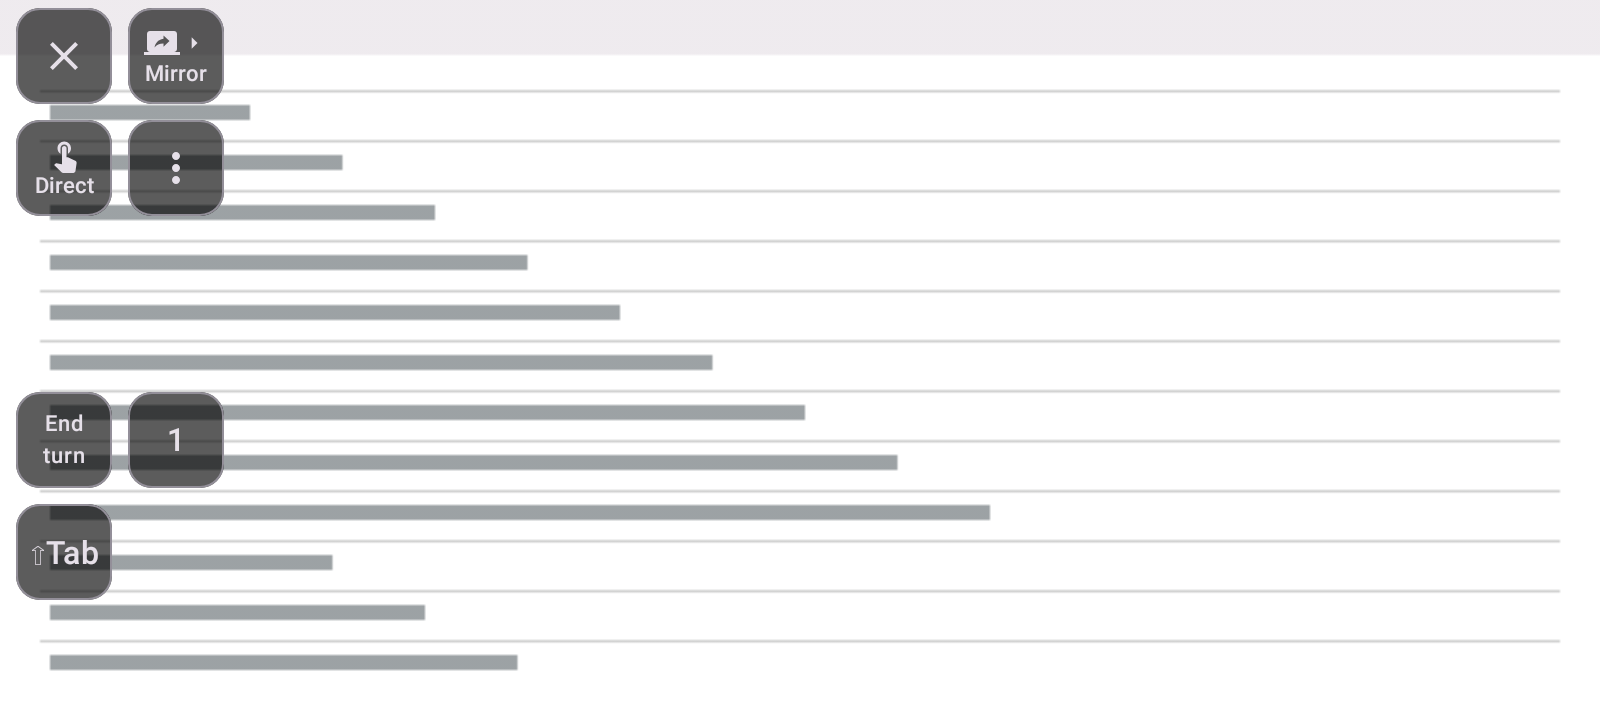 Mirror
Direct
End
turn
1
⇧Tab